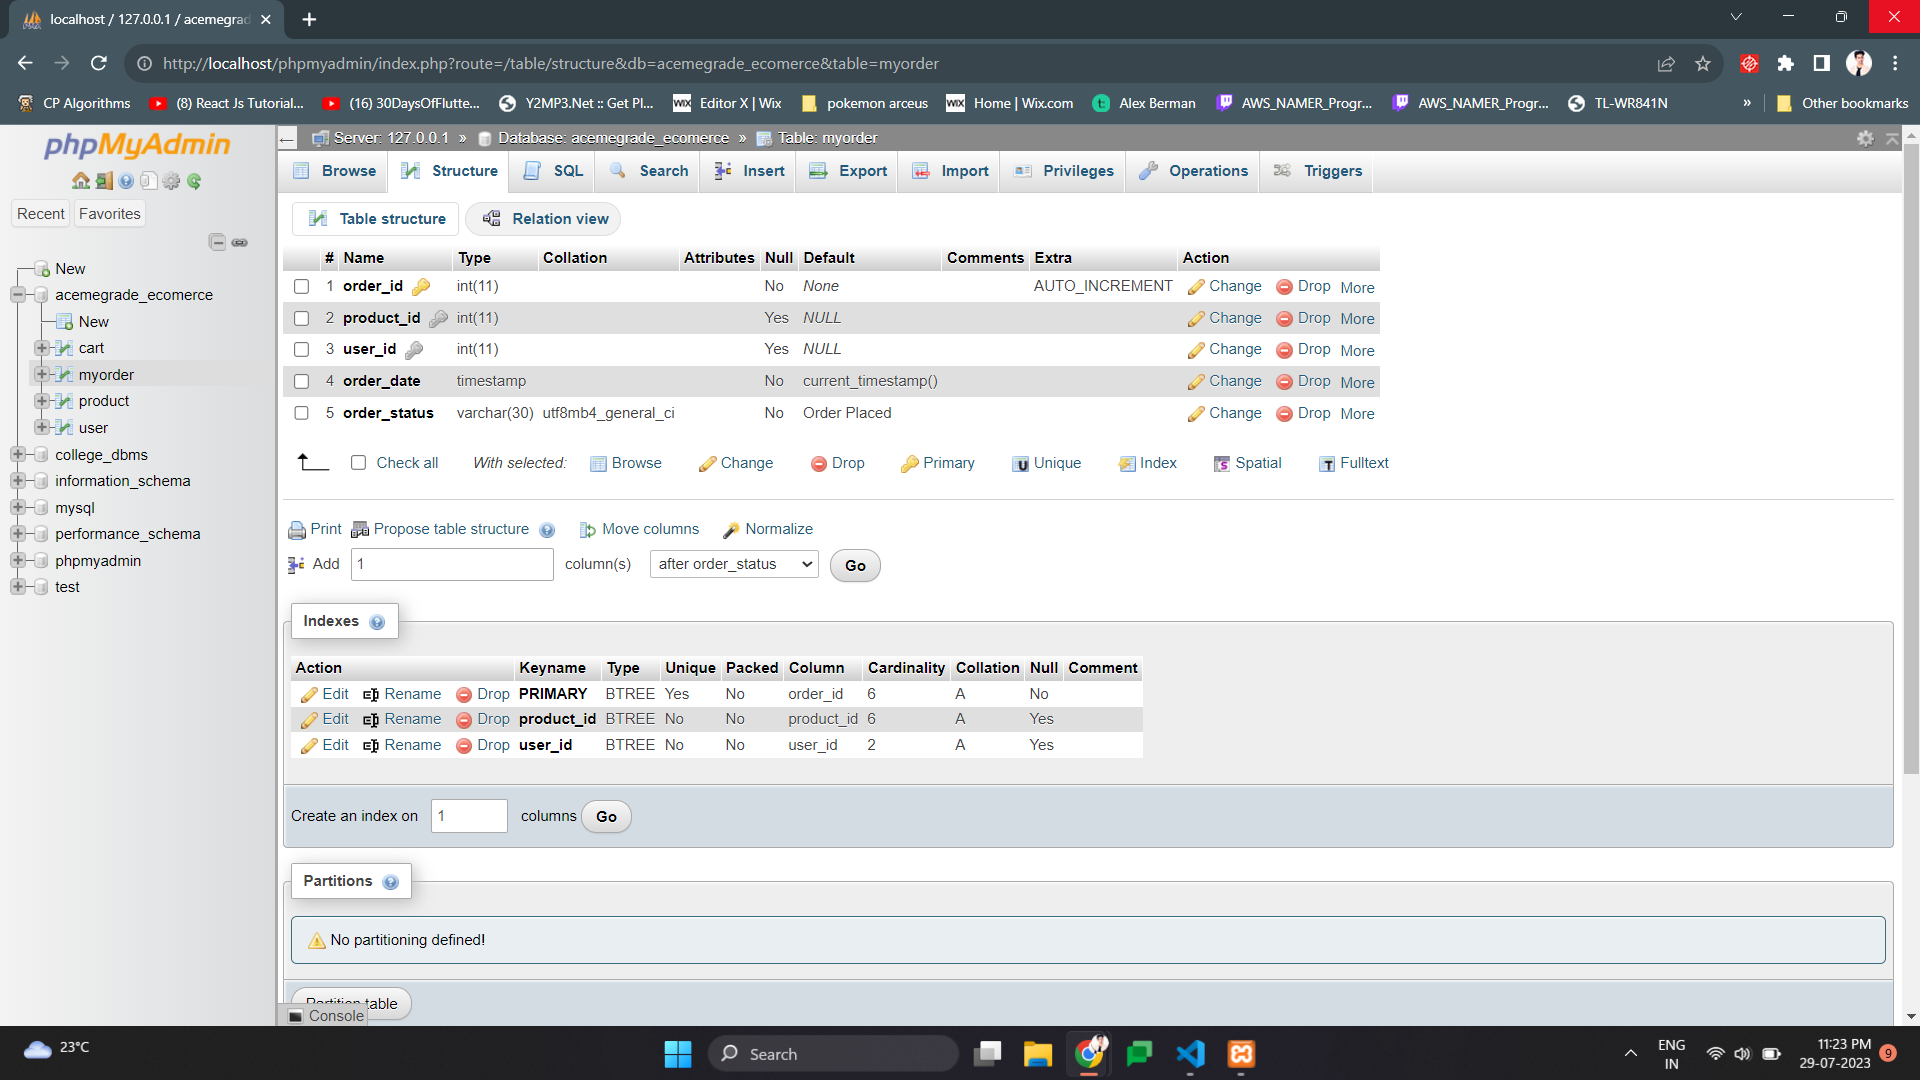 localhost / 127.0.0.1 / acemegrad
http://localhost/phpmyadmin/index.php?route=/table/structure&db=acemegrade_ecomerce&table=myorder
CP Algorithms (8) React Js Tutorial... (16) 30DaysOfFlutte... Y2MP3.Net :: Get Pl... WIX Editor X | Wix pokemon arceus WIX Home | Wix.com Alex Berman AWS_NAMER_Progr... AWS_NAMER_Progr... TL-WR841N » Other bookmarks
phpMyAdmin
Recent Favorites
New
acemegrade_ecomerce
New
cart
myorder
product
user
college_dbms
information_schema
mysql
performance_schema
phpmyadmin
test
Server: 127.0.0.1 » Database: acemegrade_ecomerce » Table: myorder
Browse Structure SQL Search Insert Export Import Privileges Operations Triggers
Table structure Relation view
# Name Type Collation Attributes Null Default Comments Extra Action
1 order_id int(11) No None AUTO_INCREMENT Change Drop More
2 product_id int(11) Yes NULL Change Drop More
3 user_id int(11) Yes NULL Change Drop More
4 order_date timestamp No current_timestamp() Change Drop More
5 order_status varchar(30) utf8mb4_general_ci No Order Placed Change Drop More
Check all With selected: Browse Change Drop Primary Unique Index Spatial Fulltext
Print Propose table structure Move columns Normalize
Add 1 column(s) after order_status Go
Indexes
Action Keyname Type Unique Packed Column Cardinality Collation Null Comment
Edit Rename Drop PRIMARY BTREE Yes No order_id 6 A No
Edit Rename Drop product_id BTREE No No product_id 6 A Yes
Edit Rename Drop user_id BTREE No No user_id 2 A Yes
Create an index on 1 columns Go
Partitions
No partitioning defined!
Partition table
Console
23°C
Search
ENG
IN
11:23 PM
29-07-2023
9